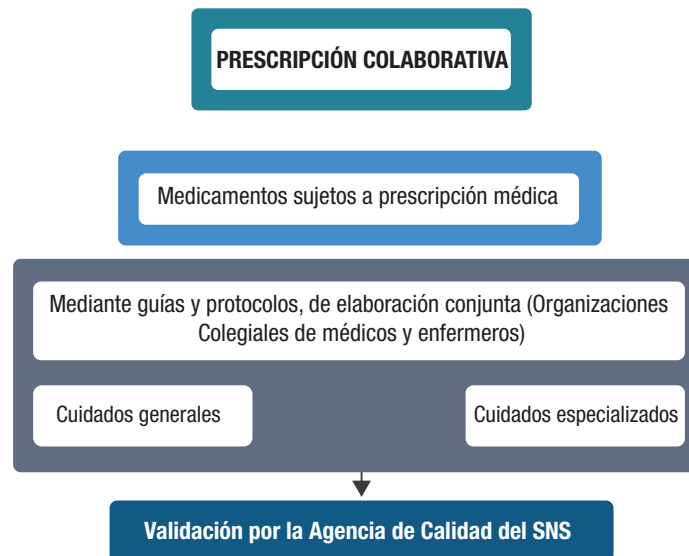 PRESCRIPCIÓN COLABORATIVA
Medicamentos sujetos a prescripción médica
Mediante guías y protocolos, de elaboración conjunta (Organizaciones
Colegiales de médicos y enfermeros)
Cuidados generales
Cuidados especializados
Validación por la Agencia de Calidad del SNS